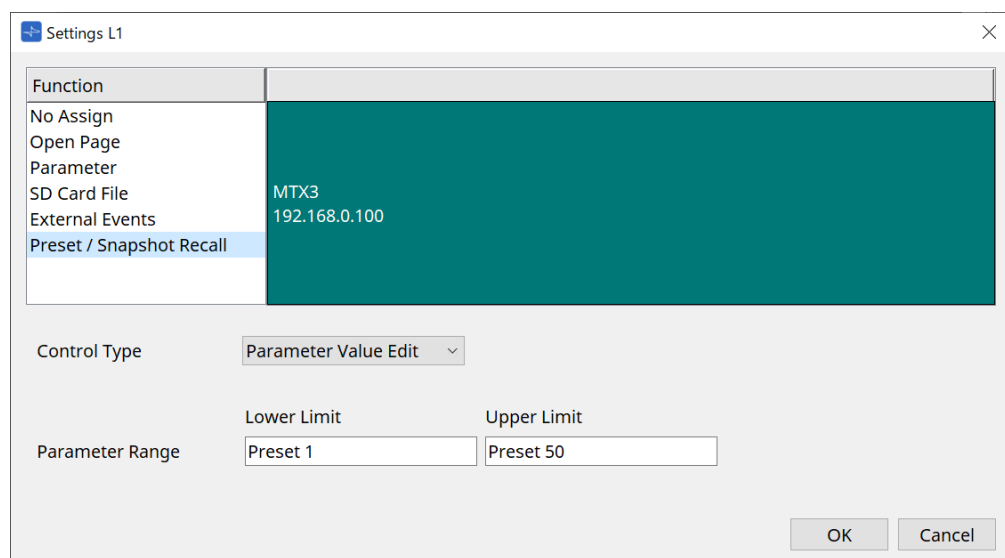 Settings L1
Function
No Assign
Open Page
Parameter
SD Card File
External Events
Preset / Snapshot Recall
MTX3
192.168.0.100
Control Type
Parameter Value Edit
Lower Limit
Upper Limit
Parameter Range
Preset 1
Preset 50
OK
Cancel